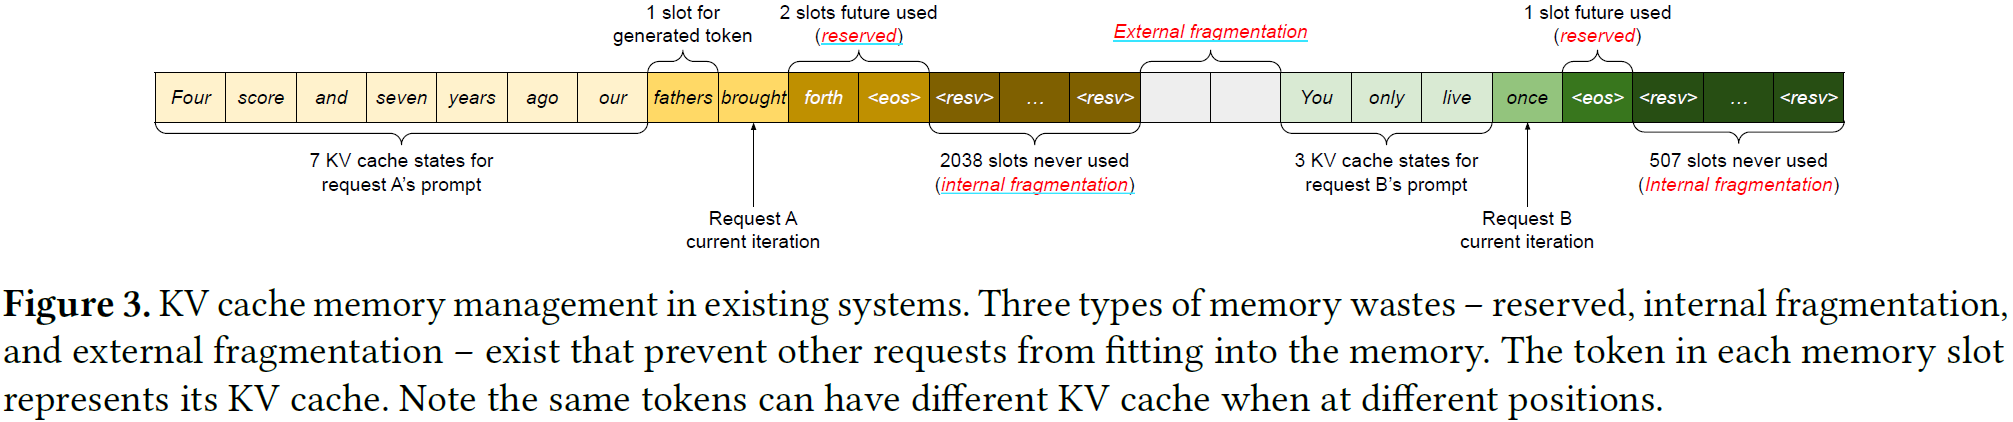 1 slot for
generated token
2 slots future used
(reserved)
External fragmentation
1 slot future used
(reserved)
Four score and seven years ago our fathers brought forth <eos> <resv> … <resv> You only live once <eos> <resv> … <resv>
7 KV cache states for
request A’s prompt
2038 slots never used
(internal fragmentation)
3 KV cache states for
request B’s prompt
507 slots never used
(Internal fragmentation)
Request A
current iteration
Request B
current iteration
Figure 3. KV cache memory management in existing systems. Three types of memory wastes – reserved, internal fragmentation,
and external fragmentation – exist that prevent other requests from fitting into the memory. The token in each memory slot
represents its KV cache. Note the same tokens can have different KV cache when at different positions.